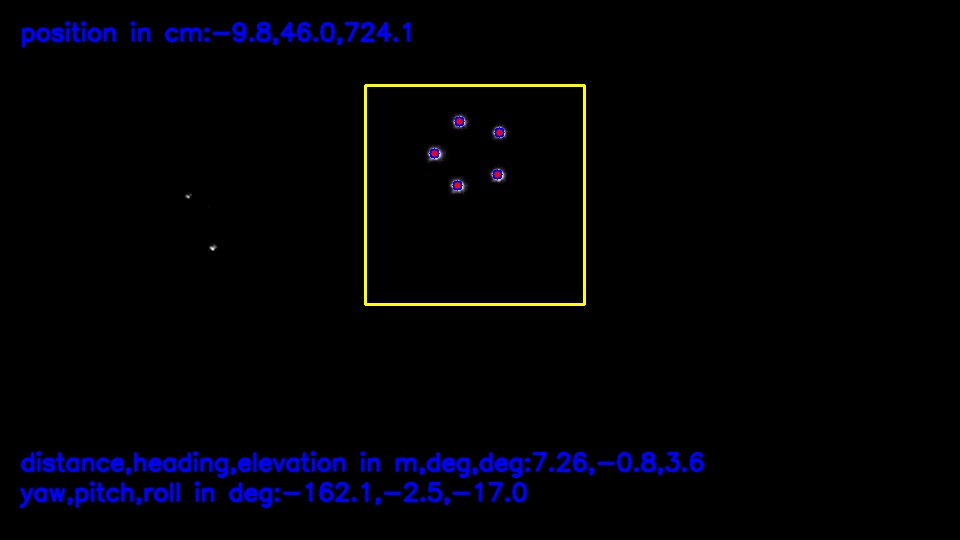 position in cm:-9.8,46.0,724.1
distance,heading,elevation in m,deg,deg:7.26,-0.8,3.6
yaw,pitch,roll in deg:-162.1,-2.5,-17.0